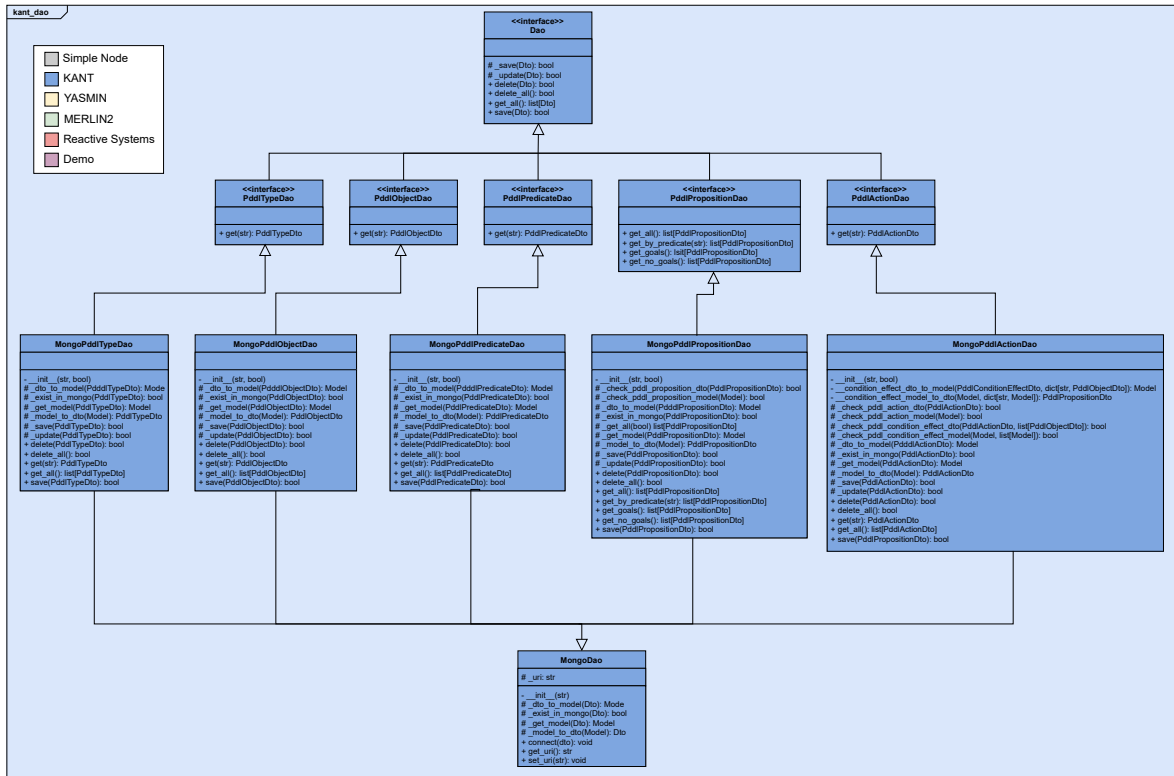 kant_dao
Simple Node
KANT
YASMIN
MERLIN2
Reactive Systems
Demo
<<interface>>
Dao
# _save(Dto): bool
# _update(Dto): bool
+ delete(Dto): bool
+ delete_all(): bool
+ get_all(): list[Dto]
+ save(Dto): bool
<<interface>>
PddlTypeDao
+ get(str): PddlTypeDto
<<interface>>
PddlObjectDao
+ get(str): PddlObjectDto
<<interface>>
PddlPredicateDao
+ get(str): PddlPredicateDto
<<interface>>
PddlPropositionDao
+ get_all(): list[PddlPropositionDto]
+ get_by_predicate(str): list[PddlPropositionDto]
+ get_goals(): lsit[PddlPropositionDto]
+ get_no_goals(): list[PddlPropositionDto]
<<interface>>
PddlActionDao
+ get(str): PddlActionDto
MongoPddlTypeDao
- __init__(str, bool)
# _dto_to_model(PdddlTypeDto): Mode
# _exist_in_mongo(PddlTypeDto): bool
# _get_model(PddlTypeDto): Model
# _model_to_dto(Model): PddlTypeDto
# _save(PddlTypeDto): bool
# _update(PddlTypeDto): bool
+ delete(PddlTypeDto): bool
+ delete_all(): bool
+ get(str): PddlTypeDto
+ get_all(): list[PddlTypeDto]
+ save(PddlTypeDto): bool
MongoPddlObjectDao
- __init__(str, bool)
# _dto_to_model(PdddlObjectDto): Model
# _exist_in_mongo(PddlObjectDto): bool
# _get_model(PddlObjectDto): Model
# _model_to_dto(Model): PddlObjectDto
# _save(PddlObjectDto): bool
# _update(PddlObjectDto): bool
+ delete(PddlObjectDto): bool
+ delete_all(): bool
+ get(str): PddlObjectDto
+ get_all(): list[PddlObjectDto]
+ save(PddlObjectDto): bool
MongoPddlPredicateDao
- __init__(str, bool)
# _dto_to_model(PdddlPredicateDto): Model
# _exist_in_mongo(PddlPredicateDto): bool
# _get_model(PddlPredicateDto): Model
# _model_to_dto(Model): PddlPredicateDto
# _save(PddlPredicateDto): bool
# _update(PddlPredicateDto): bool
+ delete(PddlPredicateDto): bool
+ delete_all(): bool
+ get(str): PddlPredicateDto
+ get_all(): list[PddlPredicateDto]
+ save(PddlPredicateDto): bool
MongoPddlPropositionDao
- __init__(str, bool)
# _check_pddl_proposition_dto(PddlPropositionDto): bool
# _check_pddl_proposition_model(Model): bool
# _dto_to_model(PddlPropositionDto): Model
# _exist_in_mongo(PddlPropositionDto): bool
# _get_all(bool) list[PddlPropositionDto]
# _get_model(PddlPropositionDto): Model
# _model_to_dto(Model): PddlPropositionDto
# _save(PddlPropositionDto): bool
# _update(PddlPropositionDto): bool
+ delete(PddlPropositionDto): bool
+ delete_all(): bool
+ get_all(): list[PddlPropositionDto]
+ get_by_predicate(str): list[PddlPropositionDto]
+ get_goals(): list[PddlPropositionDto]
+ get_no_goals(): list[PddlPropositionDto]
+ save(PddlPropositionDto): bool
MongoPddlActionDao
- __init__(str, bool)
- __condition_effect_dto_to_model(PddlConditionEffectDto, dict[str, PddlObjectDto]): Model
- __condition_effect_model_to_dto(Model, dict[str, Model]): PddlPropositionDto
# _check_pddl_action_dto(PddlActionDto): bool
# _check_pddl_action_model(Model): bool
# _check_pddl_condition_effect_dto(PddlActionDto, list[PddlObjectDto]): bool
# _check_pddl_condition_effect_model(Model, list[Model]): bool
# _dto_to_model(PddlActionDto): Model
# _exist_in_mongo(PddlActionDto): bool
# _get_model(PddlActionDto): Model
# _model_to_dto(Model): PddlActionDto
# _save(PddlActionDto): bool
# _update(PddlActionDto): bool
+ delete(PddlActionDto): bool
+ delete_all(): bool
+ get(str): PddlActionDto
+ get_all(): list[PddlActionDto]
+ save(PddlPropositionDto): bool
MongoDao
# _uri: str
- __init__(str)
# _dto_to_model(Dto): Mode
# _exist_in_mongo(Dto): bool
# _get_model(Dto): Model
# _model_to_dto(Model): Dto
+ connect(dto): void
+ get_uri(): str
+ set_uri(str): void